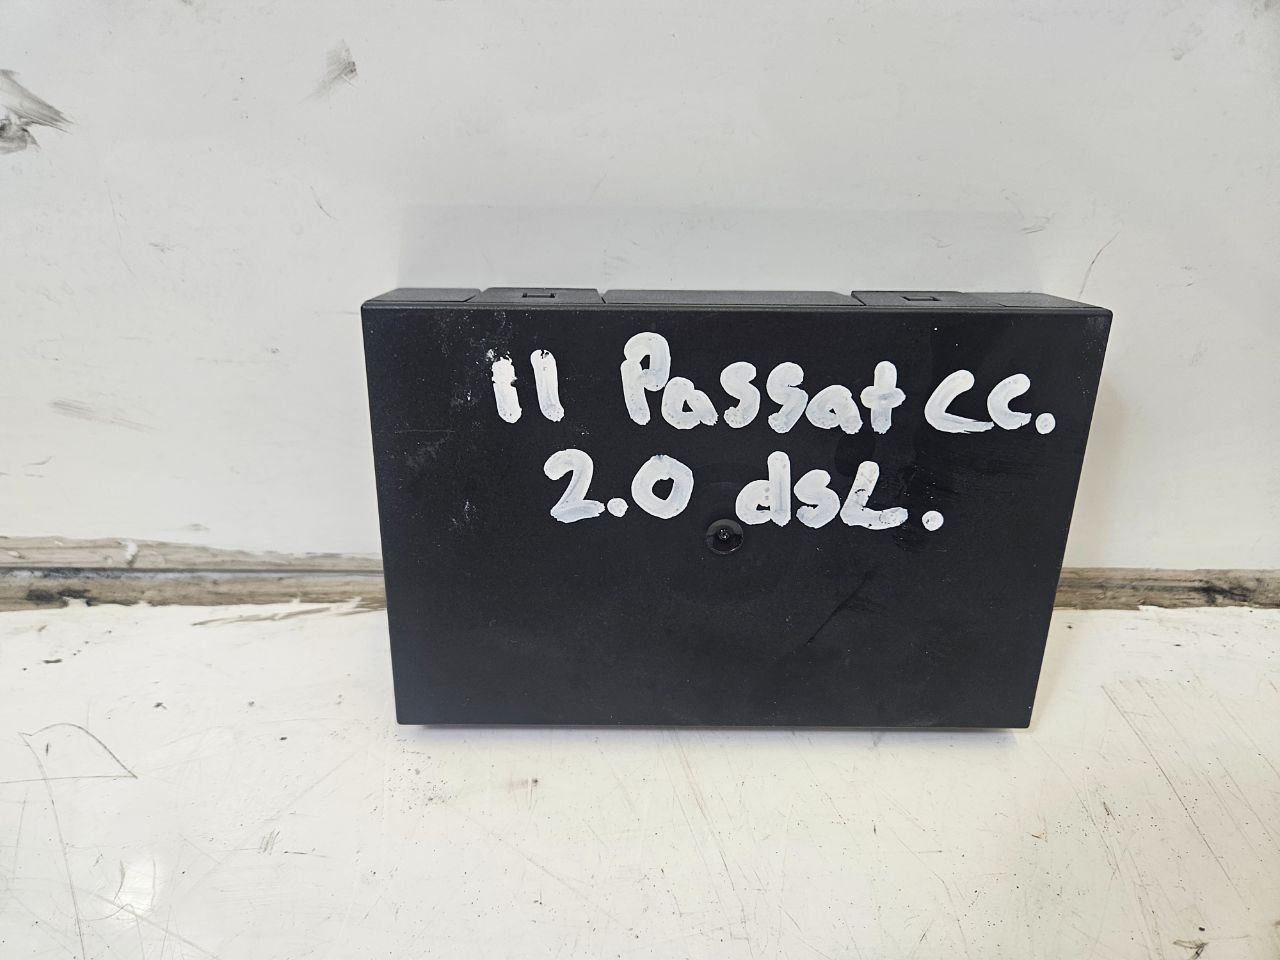 11 Passat CC.
2.0 dsL.